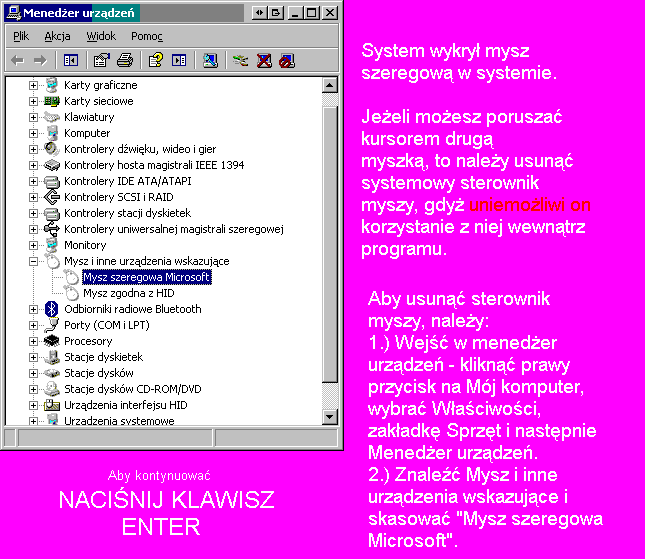 Menedżer urządzeń
Plik Akcja Widok Pomoc
Karty graficzne
Karty sieciowe
Klawiatury
Komputer
Kontrolery dźwięku, wideo i gier
Kontrolery hosta magistrali IEEE 1394
Kontrolery IDE ATA/ATAPI
Kontrolery SCSI i RAID
Kontrolery stacji dyskietek
Kontrolery uniwersalnej magistrali szeregowej
Monitory
Mysz i inne urządzenia wskazujące
Mysz szeregowa Microsoft
Mysz zgodna z HID
Odbiorniki radiowe Bluetooth
Porty (COM i LPT)
Procesory
Stacje dyskietek
Stacje dysków
Stacje dysków CD-ROM/DVD
Urządzenia interfejsu HID
Urządzenia systemowe
Aby kontynuować
NACIŚNIJ KLAWISZ
ENTER
System wykrył mysz
szeregową w systemie.
Jeżeli możesz poruszać
kursorem drugą
myszką, to należy usunąć
systemowy sterownik
myszy, gdyż uniemożliwi on
korzystanie z niej wewnątrz
programu.
Aby usunąć sterownik
myszy, należy:
1.) Wejść w menedżer
urządzeń - kliknąć prawy
przycisk na Mój komputer,
wybrać Właściwości,
zakładkę Sprzęt i następnie
Menedżer urządzeń.
2.) Znaleźć Mysz i inne
urządzenia wskazujące i
skasować "Mysz szeregowa
Microsoft".